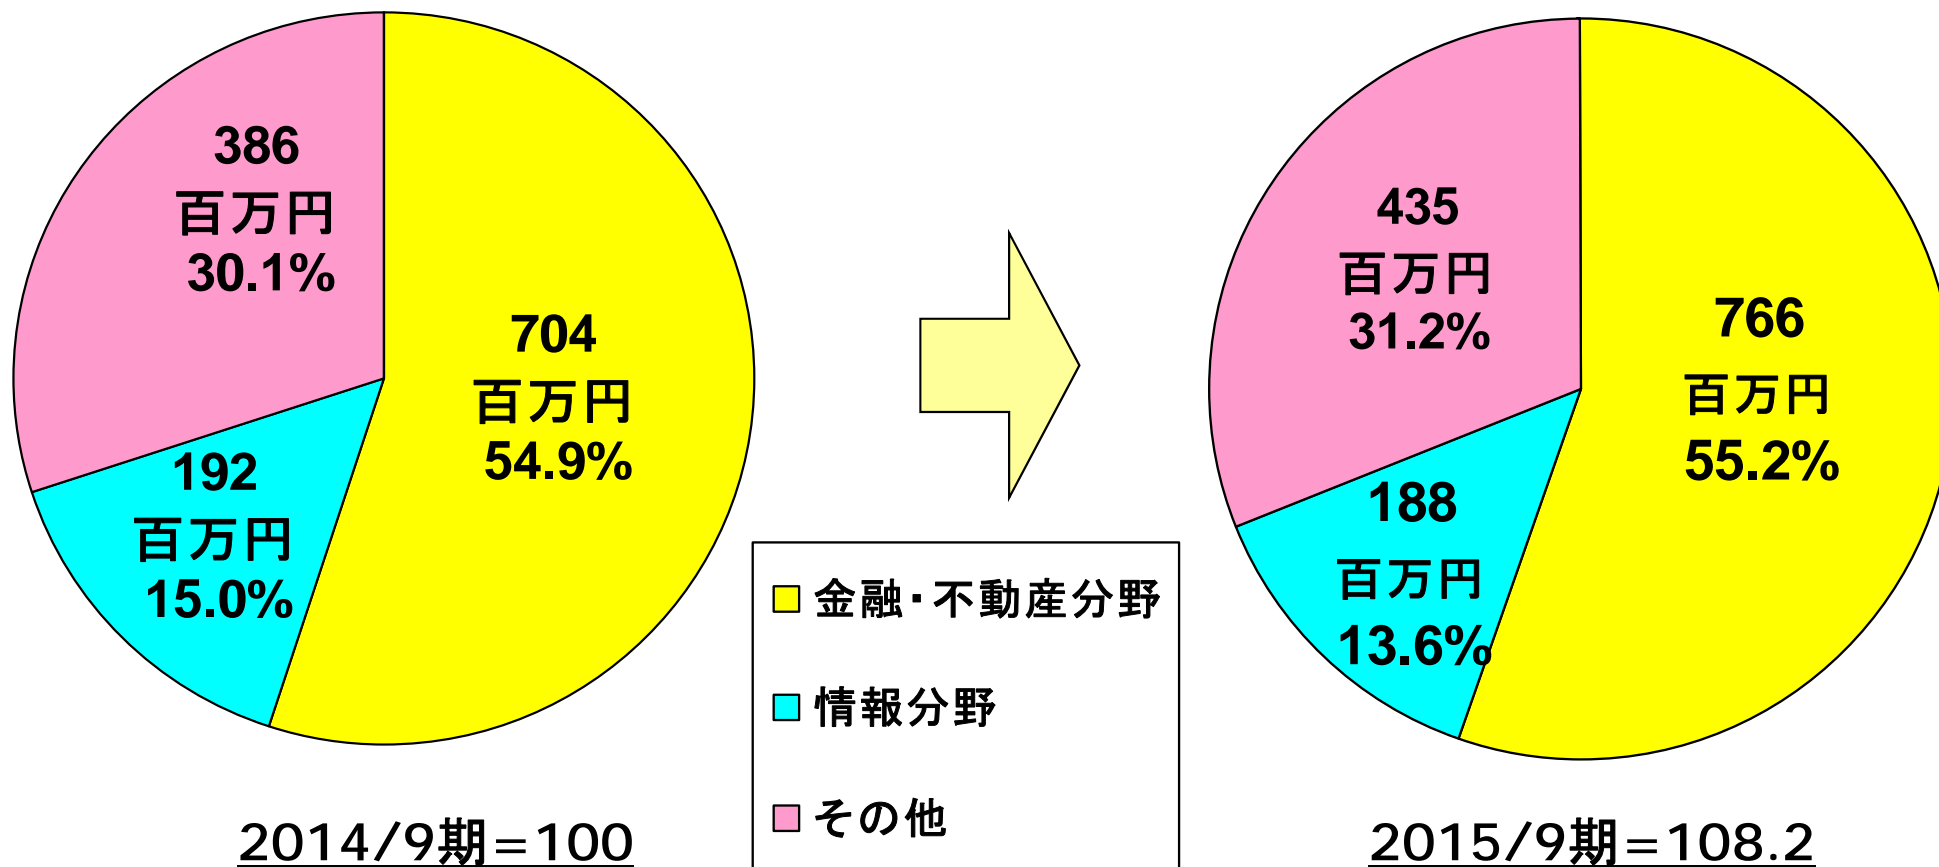 386
百万円
30.1%
704
百万円
54.9%
192
百万円
15.0%
2014/9期=100
金融・不動産分野
情報分野
その他
435
百万円
31.2%
766
百万円
55.2%
188
百万円
13.6%
2015/9期=108.2